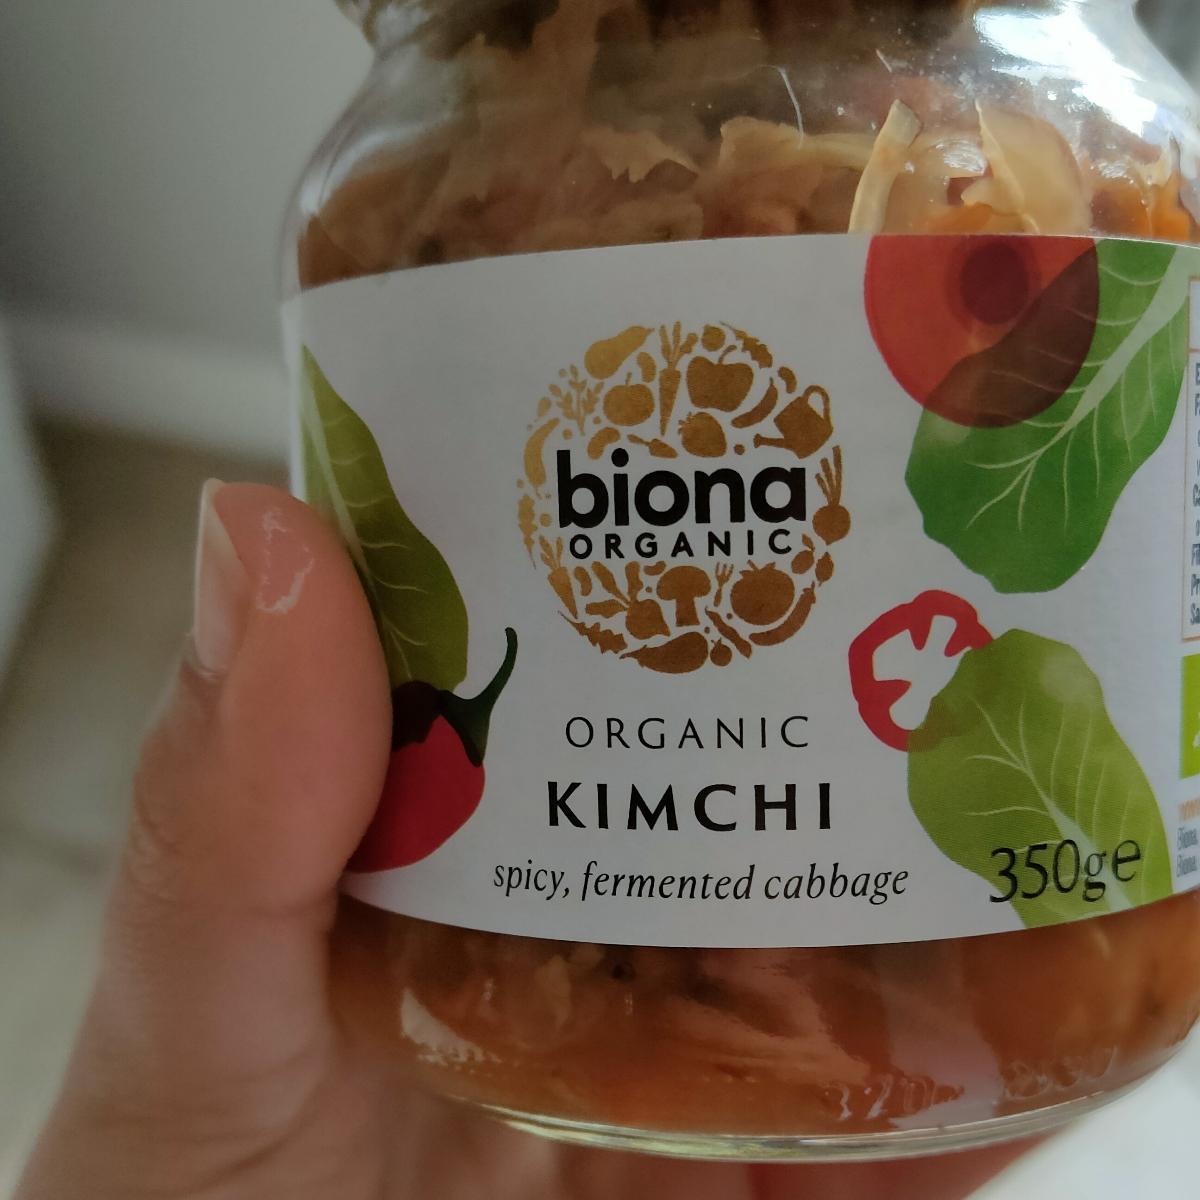 biona
ORGANIC
ORGANIC
KIMCHI
spicy, fermented cabbage
350g e